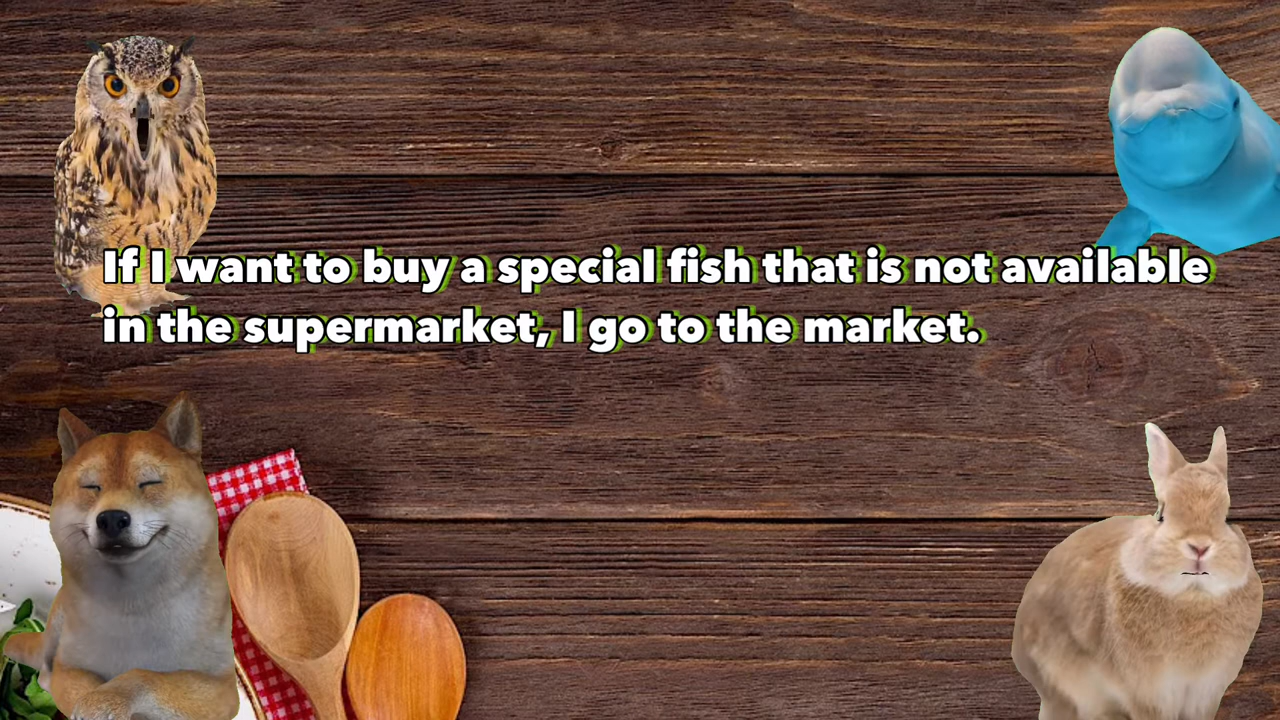 If I want to buy a special fish that is not available
in the supermarket, I go to the market.